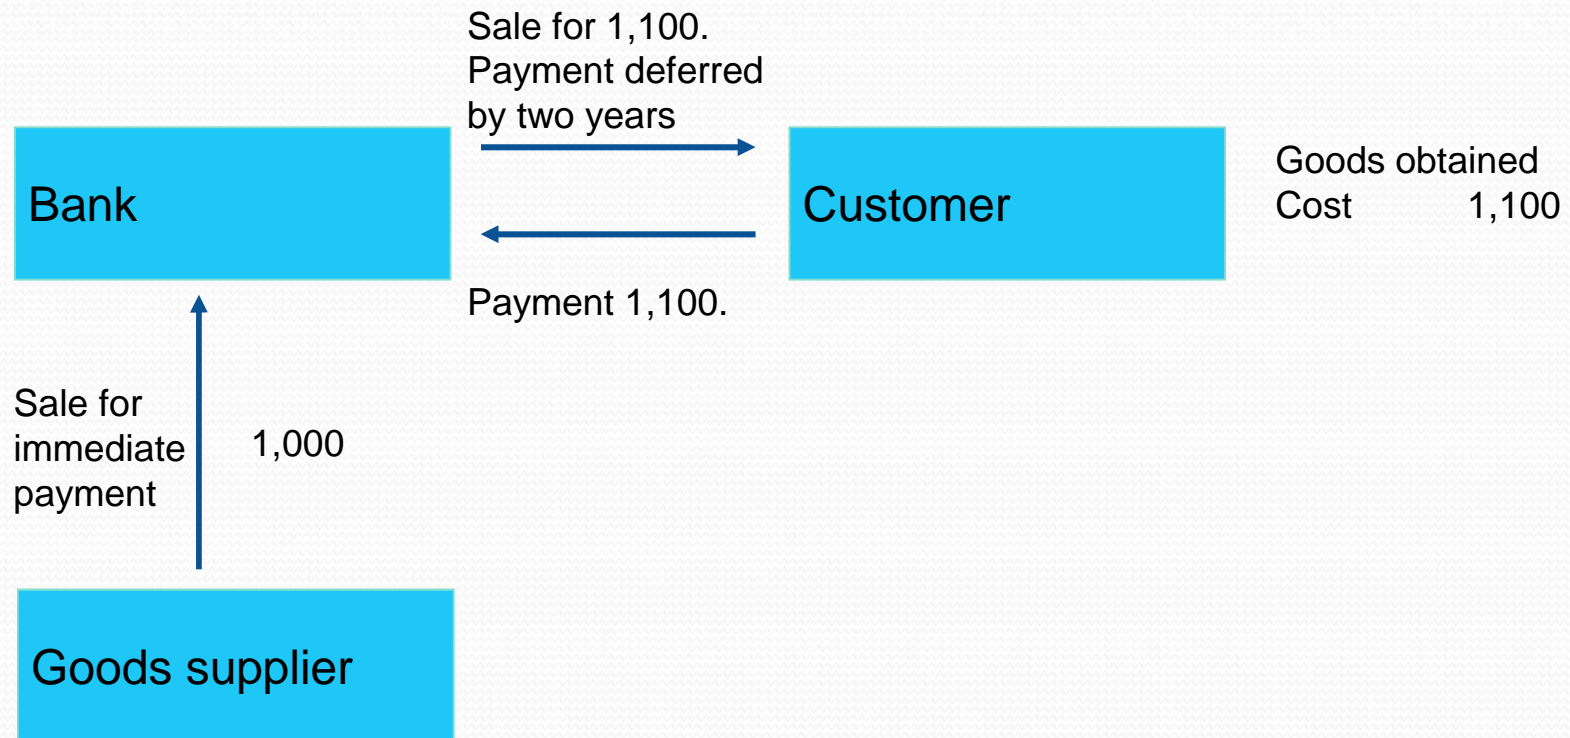 Sale for 1,100.
Payment deferred
by two years
Bank
Customer
Goods obtained
Cost 1,100
Payment 1,100.
Sale for
immediate
payment
1,000
Goods supplier